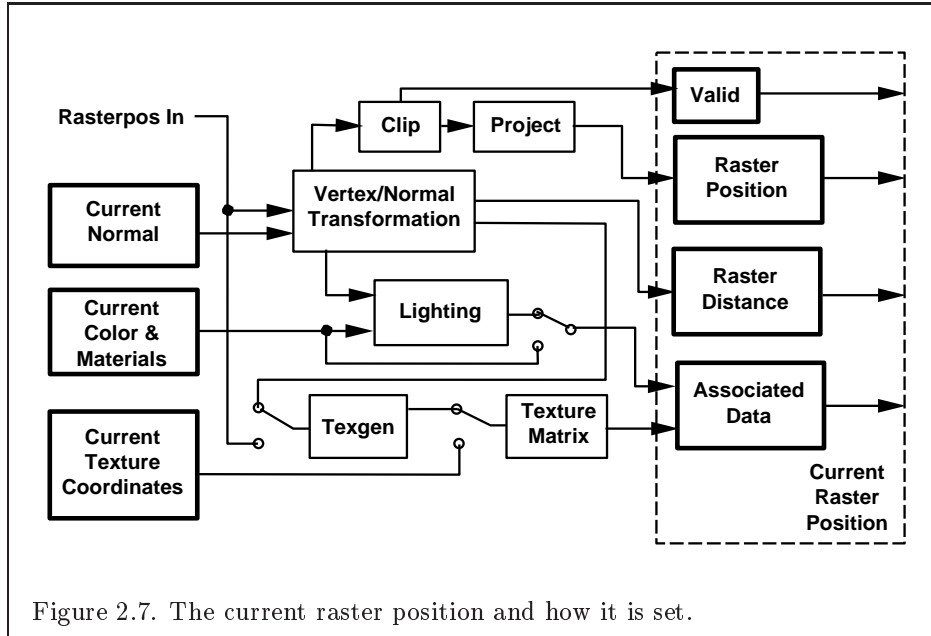 Rasterpos In
Clip
Project
Valid
Vertex/Normal
Transformation
Raster
Position
Current
Normal
Raster
Distance
Current
Color &
Materials
Lighting
Associated
Data
Texgen
Texture
Matrix
Current
Texture
Coordinates
Current
Raster
Position
Figure 2.7. The current raster position and how it is set.